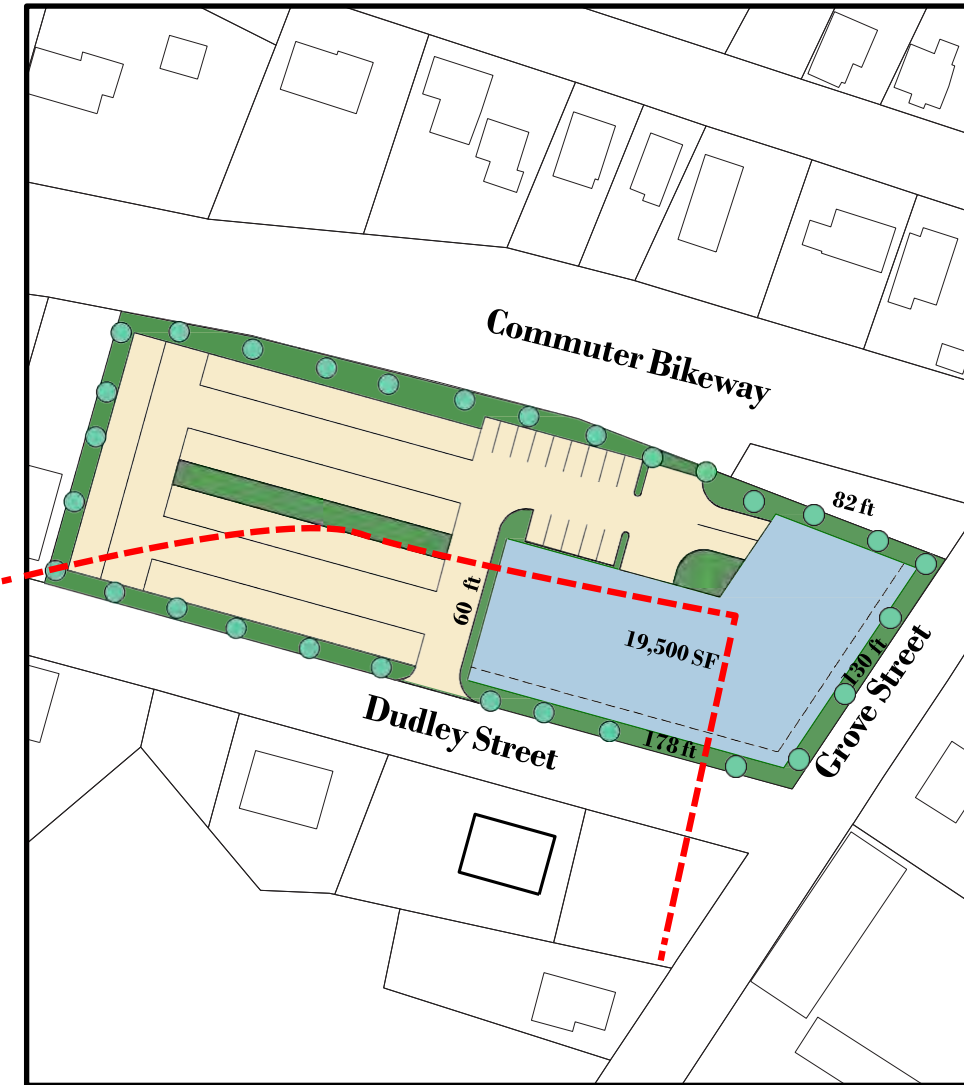 Commuter Bikeway
82 ft
60 ft
19,500 SF
130 ft
Grove Street
178 ft
Dudley Street